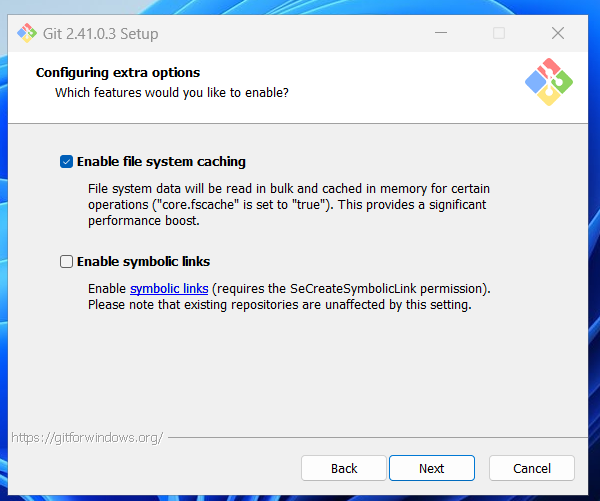 Git 2.41.0.3 Setup
Configuring extra options
Which features would you like to enable?
Enable file system caching
File system data will be read in bulk and cached in memory for certain
operations ("core.fscache" is set to "true"). This provides a significant
performance boost.
Enable symbolic links
Enable symbolic links (requires the SeCreateSymbolicLink permission).
Please note that existing repositories are unaffected by this setting.
https://gitforwindows.org/
Back Next Cancel